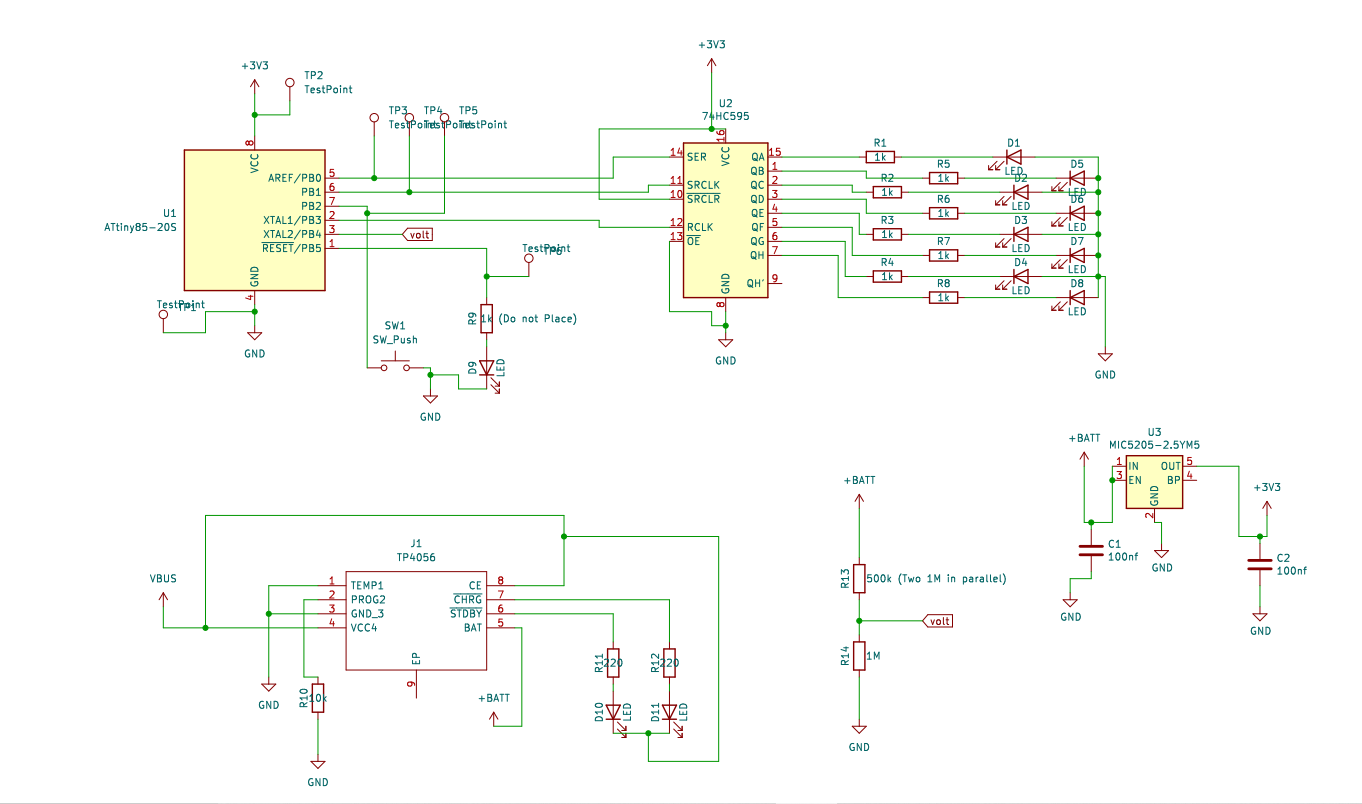 +3V3
TP2
TestPoint
TP3
TestPoint
TP4
TestPoint
TP5
TestPoint
U1
ATtiny85-20S
8
VCC
AREF/PB0
5
PB1
6
PB2
7
XTAL1/PB3
2
XTAL2/PB4
3
RESET/PB5
1
GND
4
volt
TestPoint
TP1
GND
TestPoint
TP6
R9
1k (Do not Place)
SW1
SW_Push
D9
LED
GND
+3V3
U2
74HC595
16
VCC
14
SER
11
SRCLK
10
SRCLR
12
RCLK
13
OE
QA
15
QB
1
QC
2
QD
3
QE
4
QF
5
QG
6
QH
7
QH'
9
GND
8
GND
R1
1k
R5
1k
R2
1k
R6
1k
R3
1k
R7
1k
R4
1k
R8
1k
D1
LED
D5
LED
D2
LED
D6
LED
D3
LED
D7
LED
D4
LED
D8
LED
GND
+BATT
U3
MIC5205-2.5YM5
1
IN
3
EN
OUT
5
BP
4
GND
2
GND
C1
100nf
GND
+3V3
C2
100nf
GND
+BATT
R13
500k (Two 1M in parallel)
volt
R14
1M
GND
VBUS
J1
TP4056
1
TEMP1
2
PROG2
3
GND_3
4
VCC4
CE
8
CHRG
7
STDBY
6
BAT
5
EP
9
GND
R10
10k
GND
+BATT
R11
220
R12
220
D10
LED
D11
LED